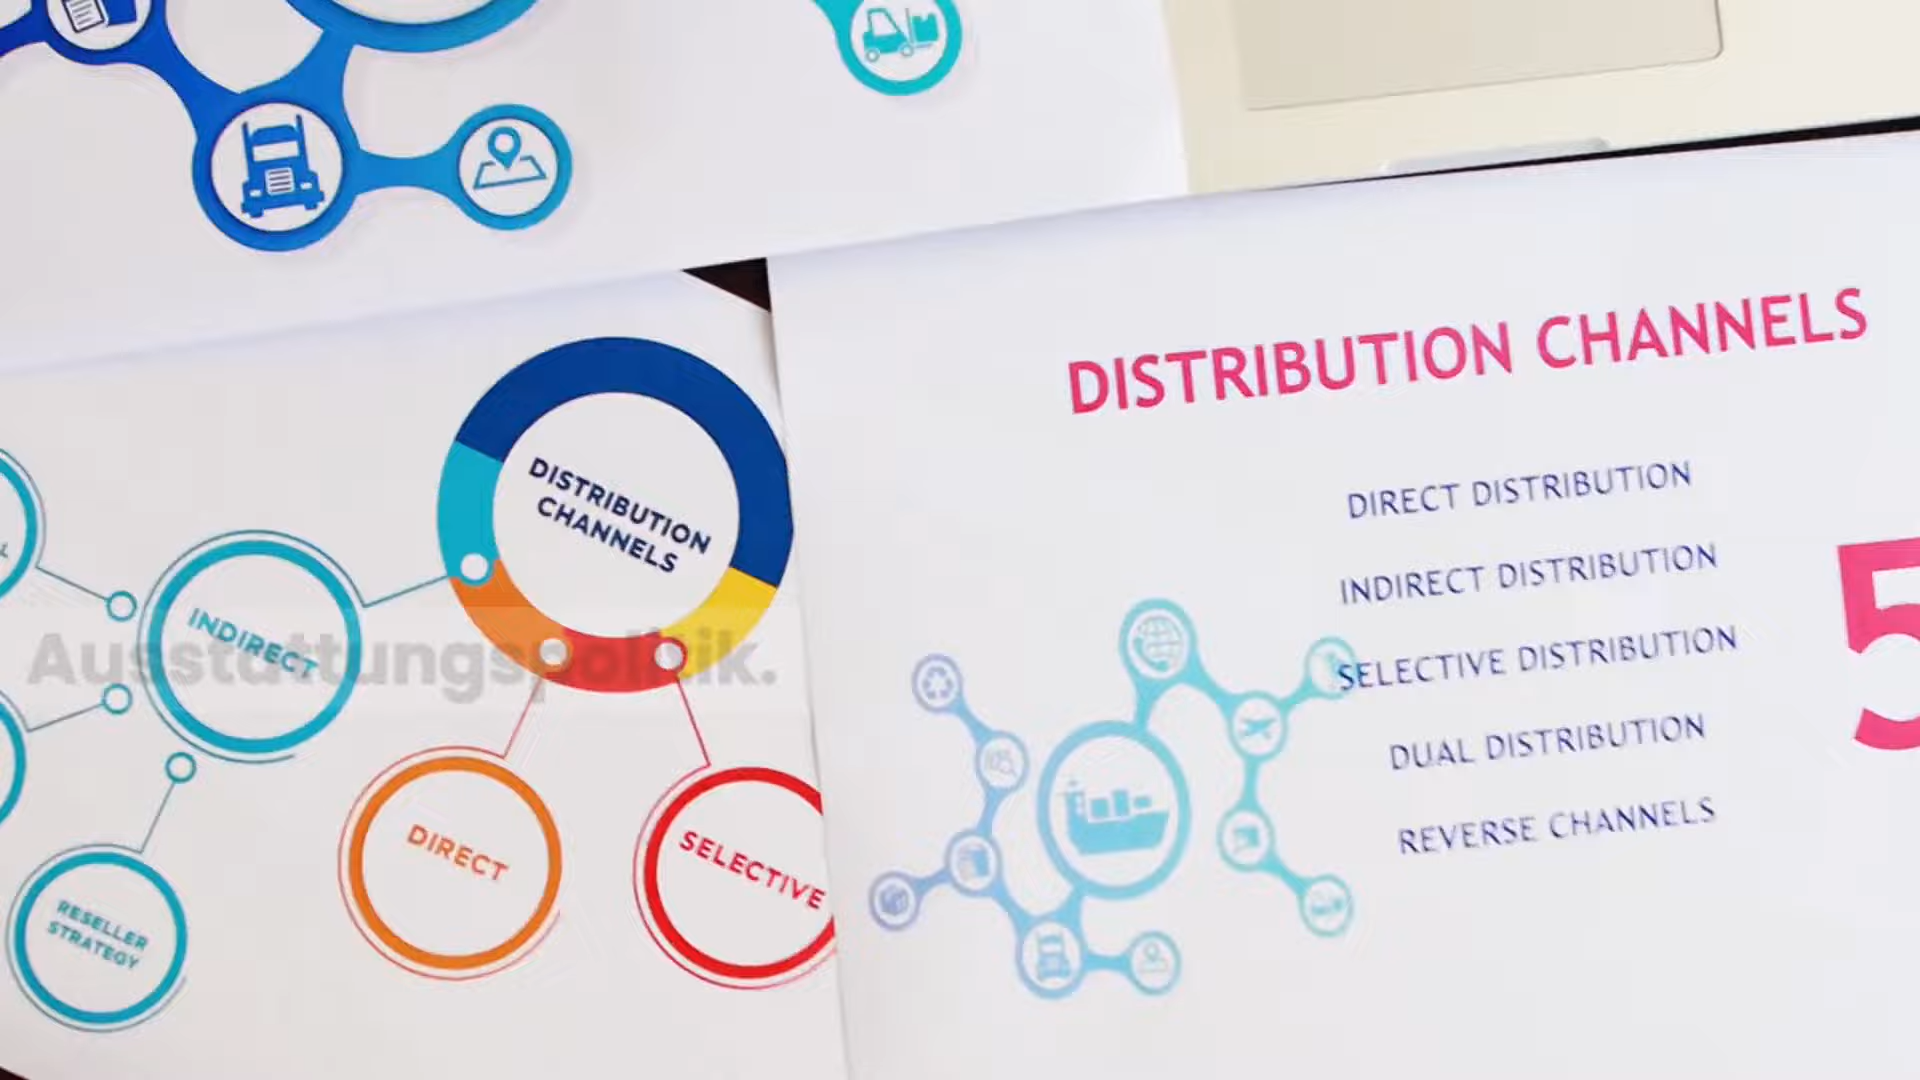 DISTRIBUTION
CHANNELS
INDIRECT
Ausstattungspolitik.
DIRECT
SELECTIVE
RESELLER
STRATEGY
DISTRIBUTION CHANNELS
DIRECT DISTRIBUTION
INDIRECT DISTRIBUTION
SELECTIVE DISTRIBUTION
DUAL DISTRIBUTION
REVERSE CHANNELS
5